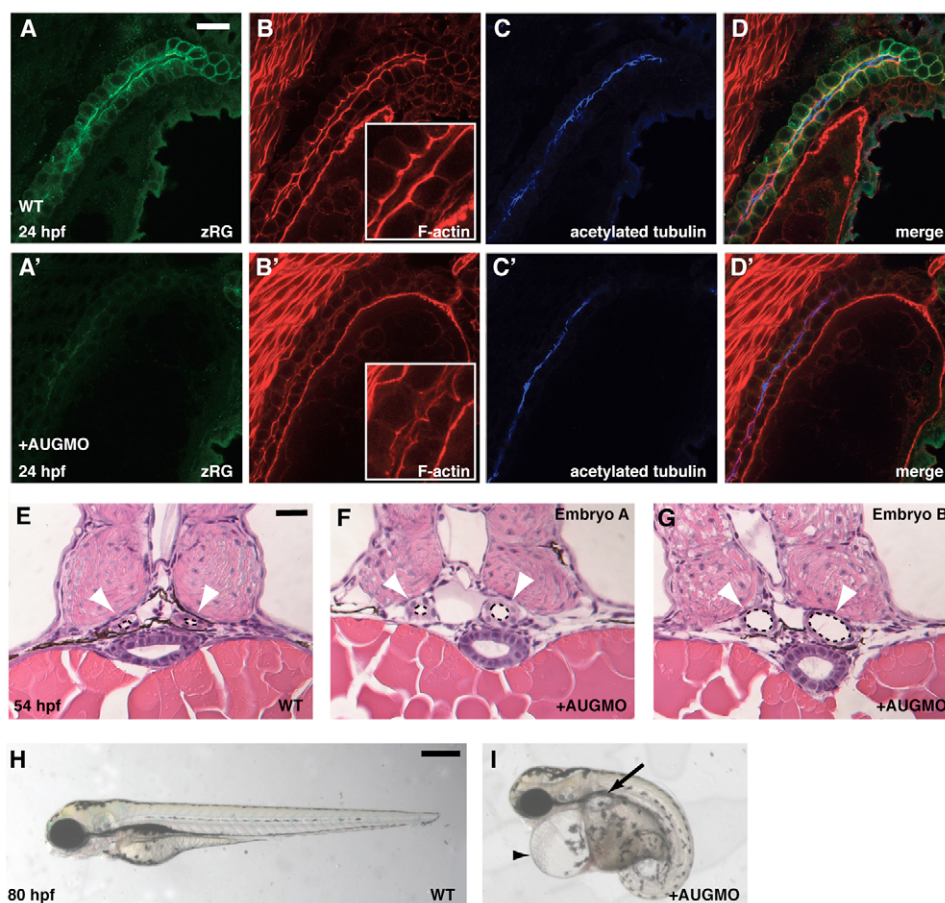 A B C D
WT
24 hpf zRG F-actin acetylated tubulin merge
A' B' C' D'
+AUGMO
24 hpf zRG F-actin acetylated tubulin merge
E F Embryo A G Embryo B
54 hpf WT +AUGMO +AUGMO
H I
80 hpf WT +AUGMO